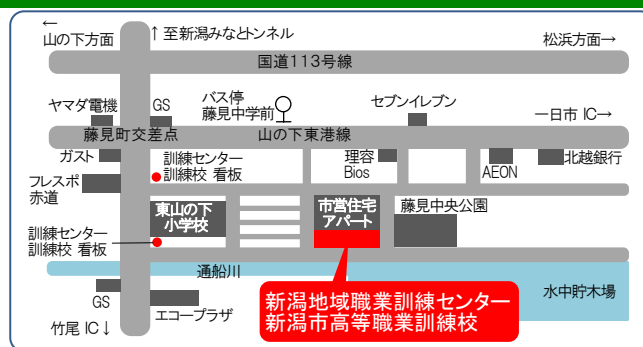 ←
山の下方面
↑至新潟みなとトンネル
松浜方面→
国道113号線
ヤマダ電機
GS
バス停
藤見中学前
セブンイレブン
一日市 IC→
藤見町交差点
山の下東港線
ガスト
訓練センター
訓練校 看板
理容
Bios
AEON
北越銀行
フレスポ
赤道
東山の下
小学校
市営住宅
アパート
藤見中央公園
訓練センター
訓練校 看板
通船川
GS
エコープラザ
新潟地域職業訓練センター
新潟市高等職業訓練校
水中貯木場
竹尾 IC↓